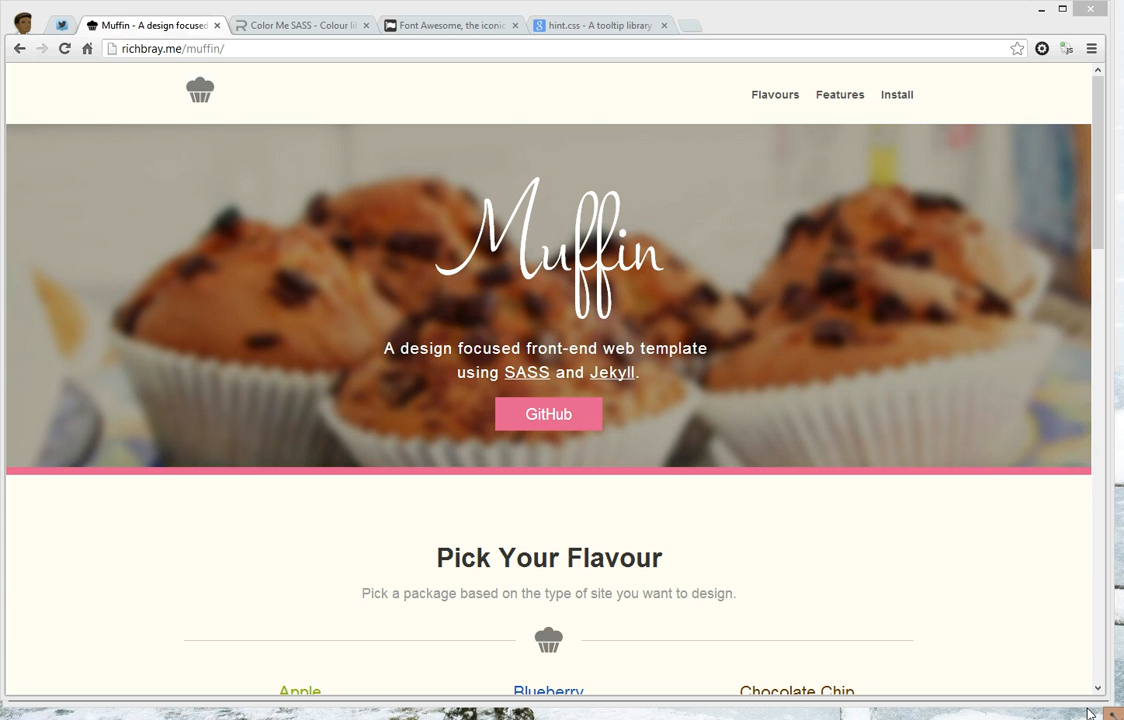 Muffin - A design focused
Color Me SASS - Colour li
Font Awesome, the iconic
hint.css - A tooltip library
richbray.me/muffin/
js
Flavours Features Install
Muffin
A design focused front-end web template
using SASS and Jekyll.
GitHub
Pick Your Flavour
Pick a package based on the type of site you want to design.
Apple Blueberry Chocolate Chip